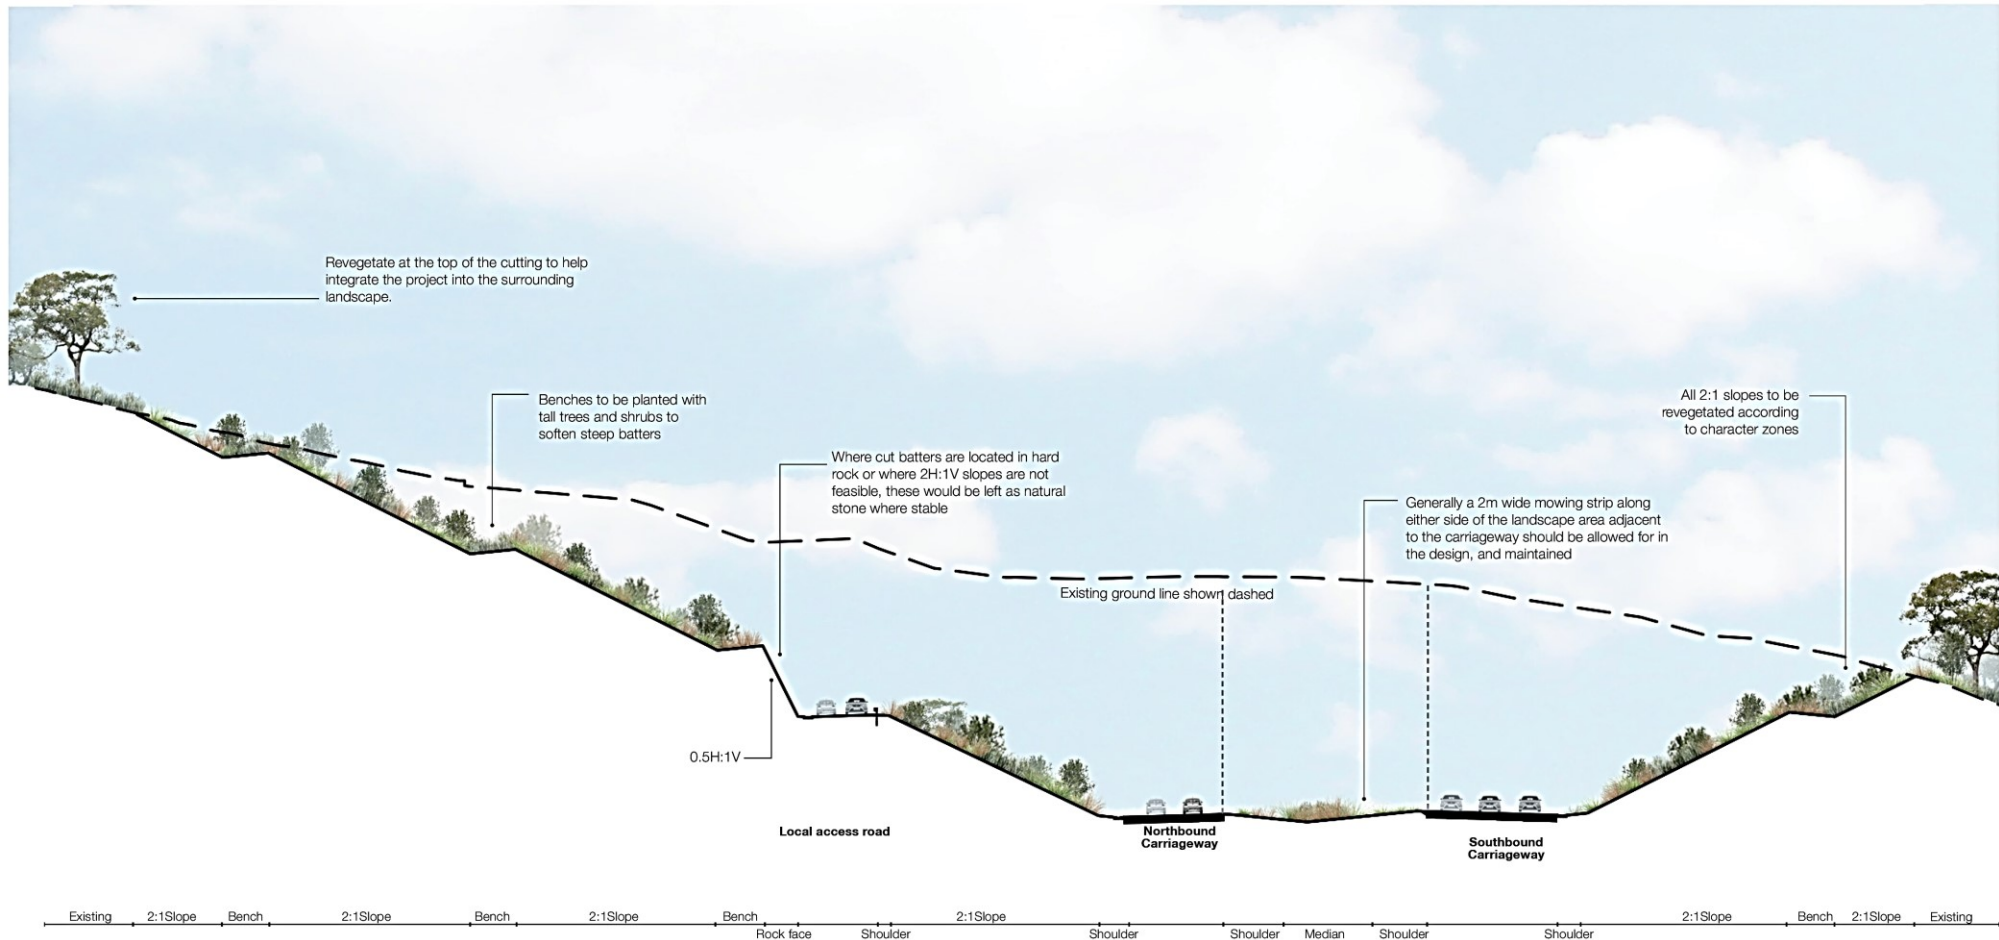 Revegetate at the top of the cutting to help
integrate the project into the surrounding
landscape.
Benches to be planted with
tall trees and shrubs to
soften steep batters
Where cut batters are located in hard
rock or where 2H:1V slopes are not
feasible, these would be left as natural
stone where stable
All 2:1 slopes to be
revegetated according
to character zones
Generally a 2m wide mowing strip along
either side of the landscape area adjacent
to the carriageway should be allowed for in
the design, and maintained
Existing ground line shown dashed
0.5H:1V
Local access road
Northbound
Carriageway
Southbound
Carriageway
Existing 2:1Slope Bench 2:1Slope Bench 2:1Slope Bench 2:1Slope 2:1Slope Bench 2:1Slope Existing
Rock face Shoulder Shoulder Shoulder Median Shoulder Shoulder